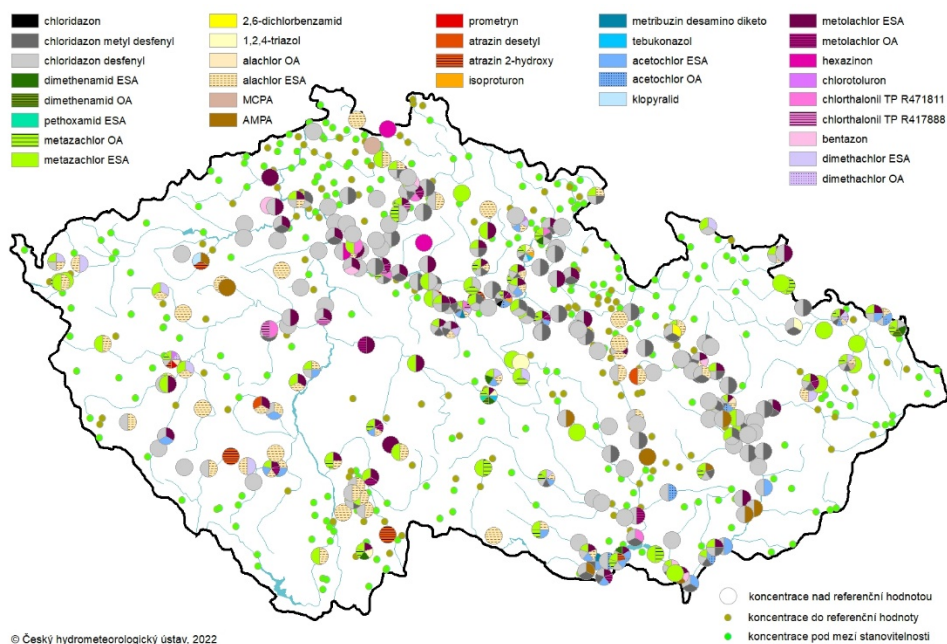 chloridazon
chloridazon metyl desfenyl
chloridazon desfenyl
dimethenamid ESA
dimethenamid OA
pethoxamid ESA
metazachlor OA
metazachlor ESA
2,6-dichlorbenzamid
1,2,4-triazol
alachlor OA
alachlor ESA
MCPA
AMPA
prometryn
atrazin desetyl
atrazin 2-hydroxy
isoproturon
metribuzin desamino diketo
tebukonazol
acetochlor ESA
acetochlor OA
klopyralid
metolachlor ESA
metolachlor OA
hexazinon
chlorotoluron
chlorthalonil TP R471811
chlorthalonil TP R417888
bentazon
dimethachlor ESA
dimethachlor OA
koncentrace nad referenční hodnotou
koncentrace do referenční hodnoty
koncentrace pod mezí stanovitelnosti
© Český hydrometeorologický ústav, 2022